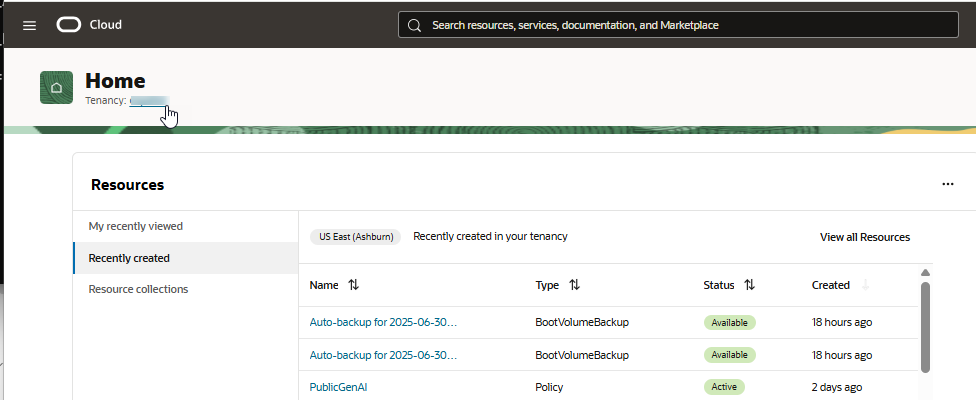 Cloud
Search resources, services, documentation, and Marketplace
Home
Tenancy:
Resources
My recently viewed
Recently created
Resource collections
US East (Ashburn) Recently created in your tenancy View all Resources
Name Type Status Created
Auto-backup for 2025-06-30... BootVolumeBackup Available 18 hours ago
Auto-backup for 2025-06-30... BootVolumeBackup Available 18 hours ago
PublicGenAI Policy Active 2 days ago